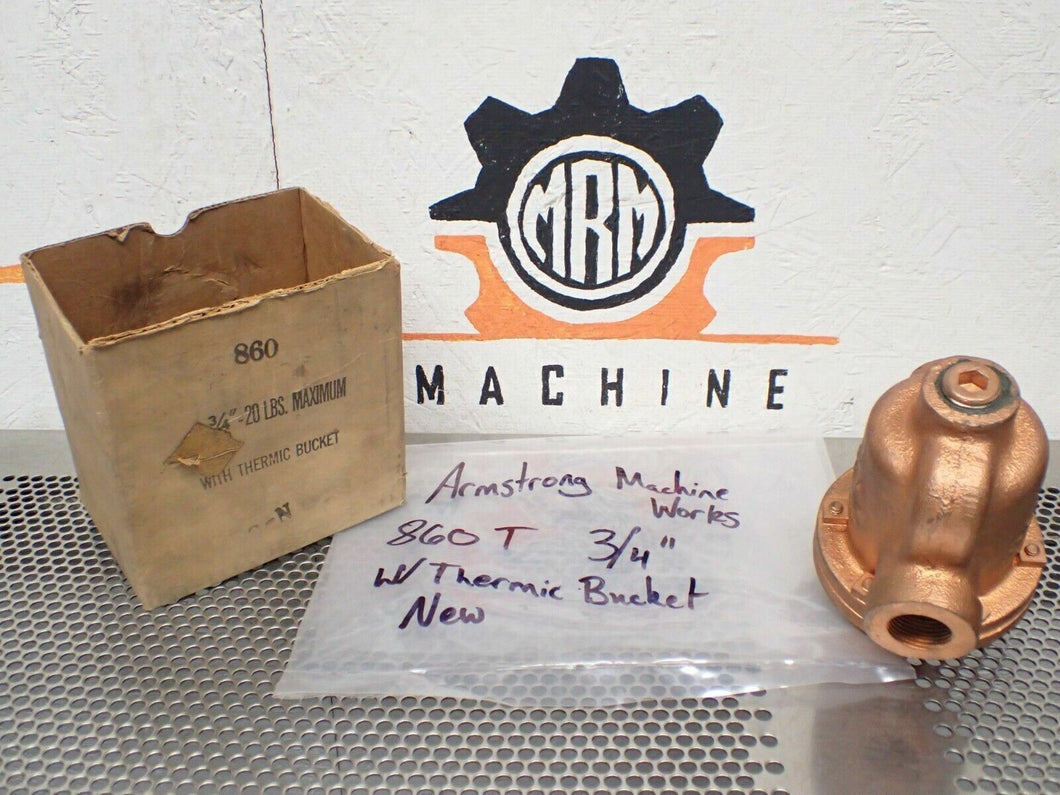 MRM
MACHINE
860
3/4"-20 LBS. MAXIMUM
WITH THERMIC BUCKET
Armstrong Machine
Works
860 T 3/4"
W/ Thermic Bucket
New